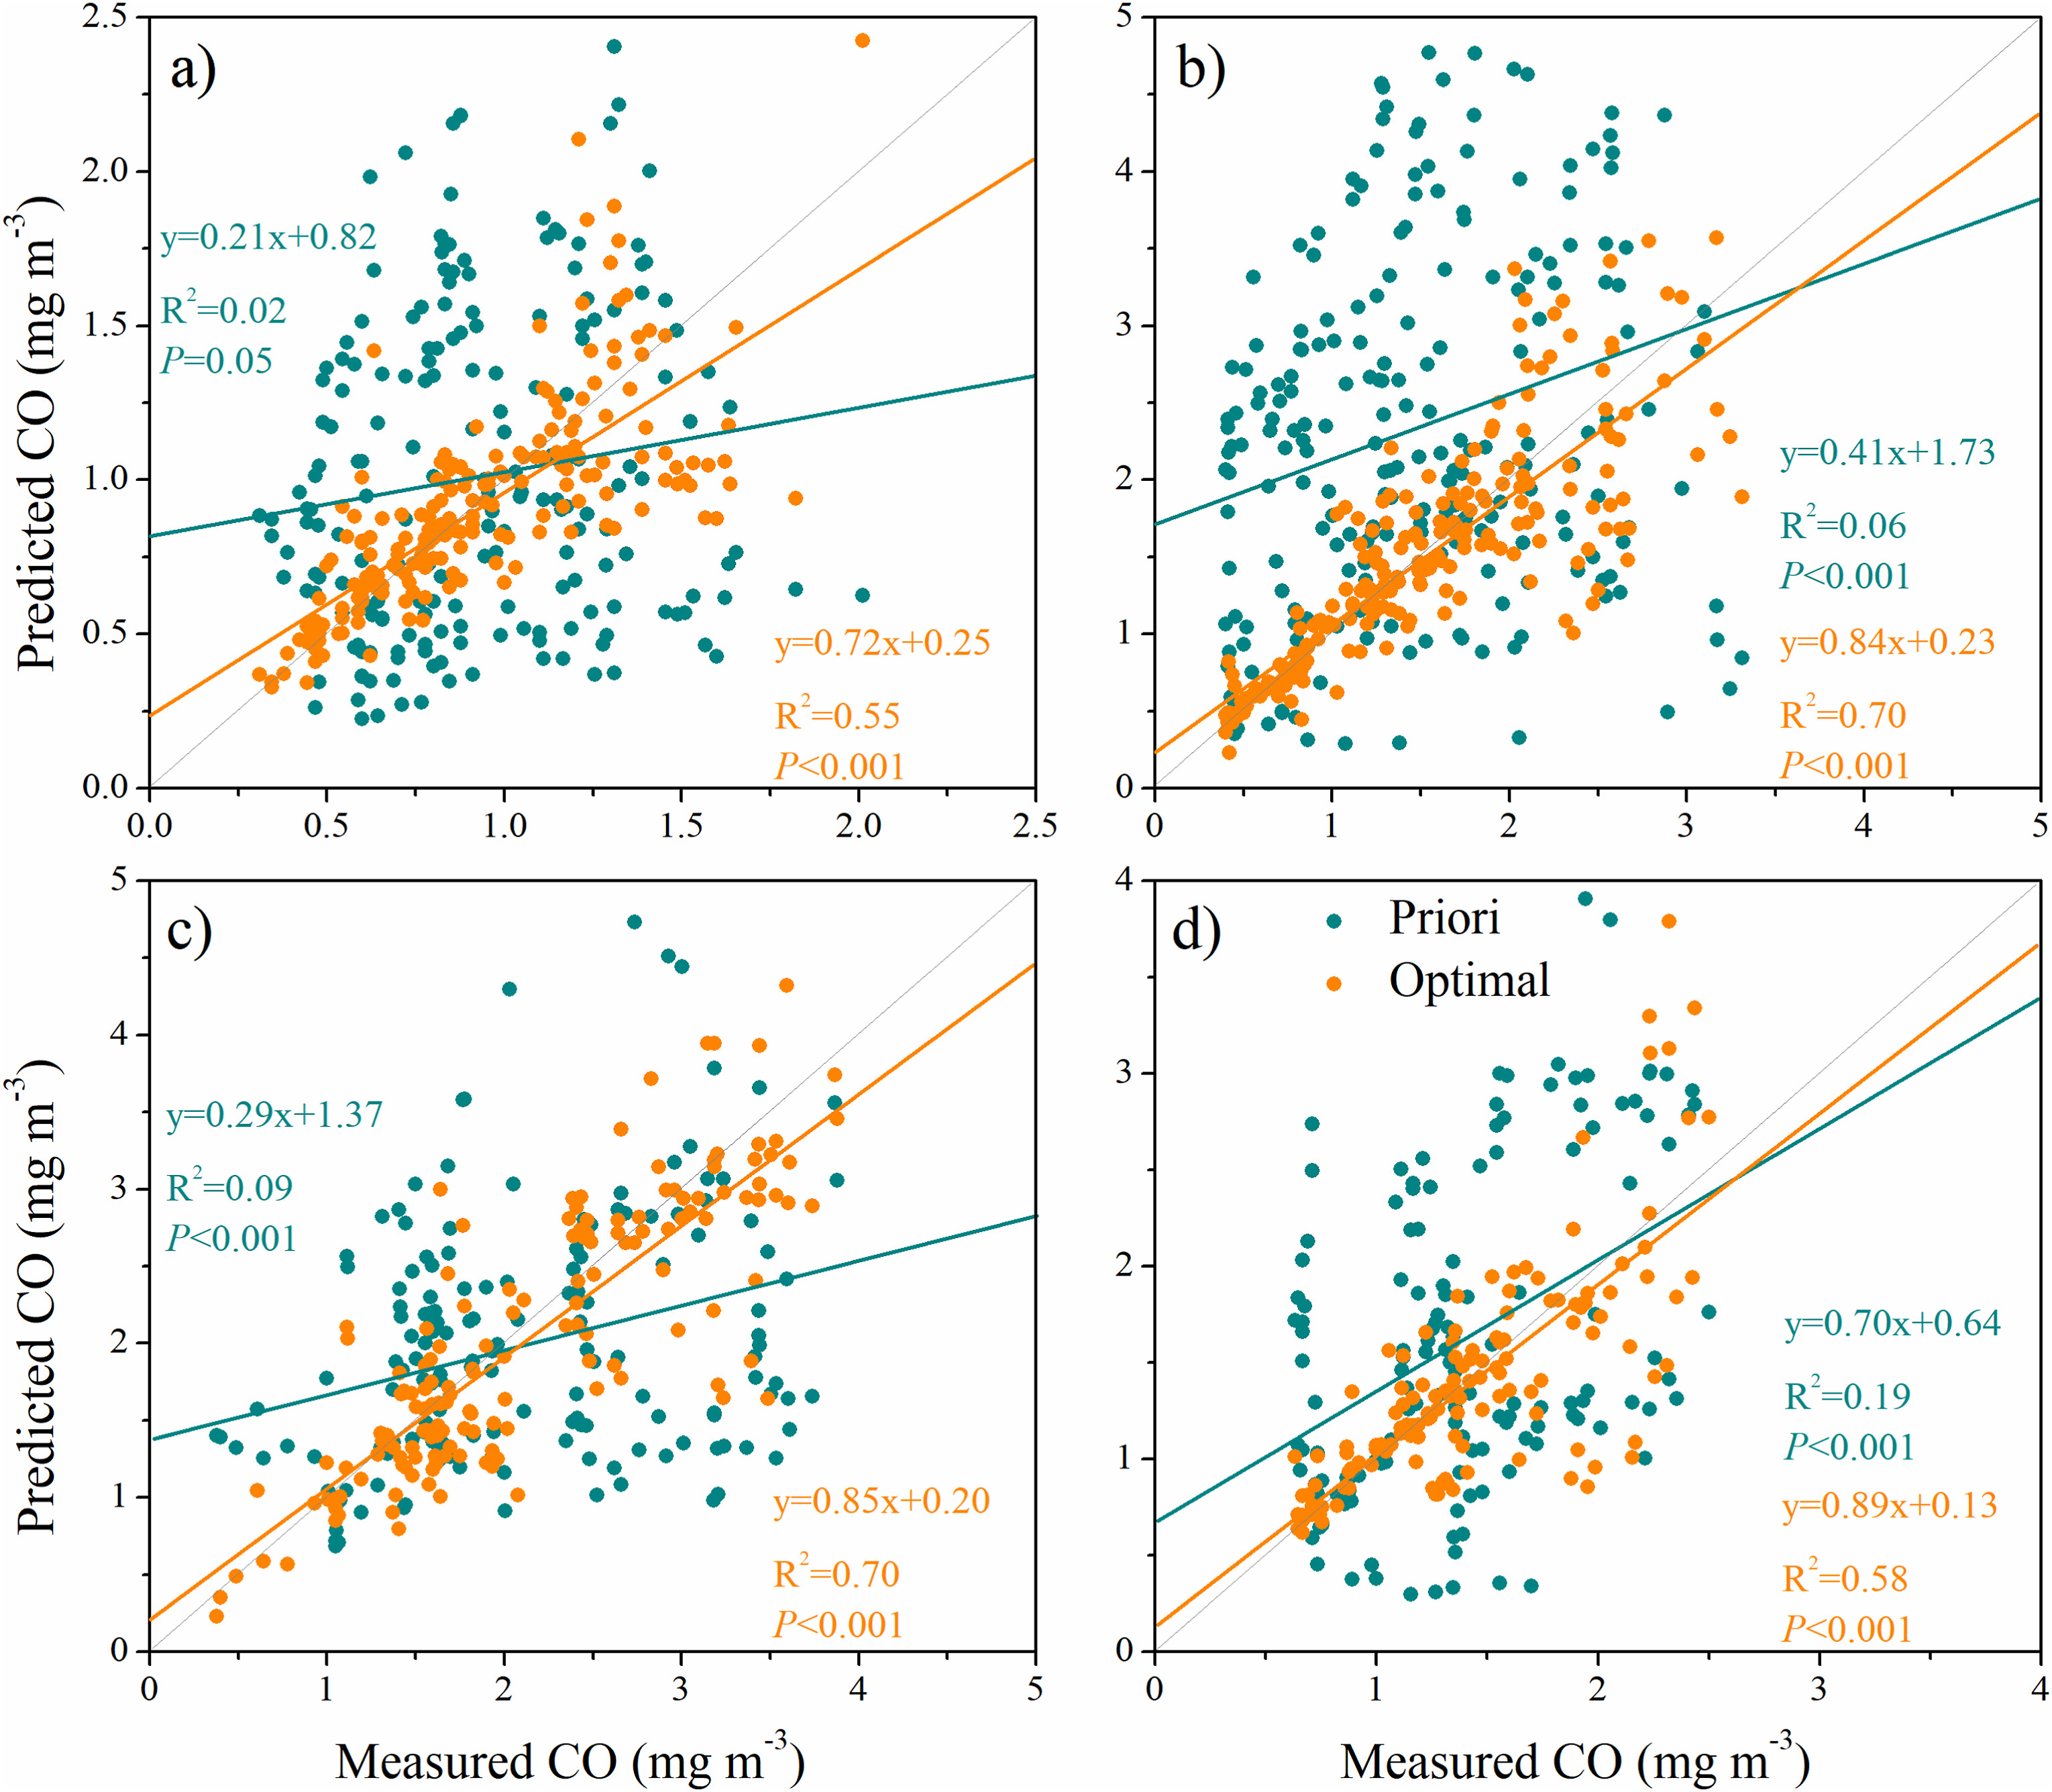 a)
2.5
2.0
1.5
1.0
0.5
0.0
Predicted CO (mg m⁻³)
y=0.21x+0.82
R²=0.02
P=0.05
y=0.72x+0.25
R²=0.55
P<0.001
0.0 0.5 1.0 1.5 2.0 2.5
b)
5
4
3
2
1
0
y=0.41x+1.73
R²=0.06
P<0.001
y=0.84x+0.23
R²=0.70
P<0.001
0 1 2 3 4 5
c)
5
4
3
2
1
0
Predicted CO (mg m⁻³)
y=0.29x+1.37
R²=0.09
P<0.001
y=0.85x+0.20
R²=0.70
P<0.001
0 1 2 3 4 5
Measured CO (mg m⁻³)
d)
Priori
Optimal
4
3
2
1
0
y=0.70x+0.64
R²=0.19
P<0.001
y=0.89x+0.13
R²=0.58
P<0.001
0 1 2 3 4
Measured CO (mg m⁻³)